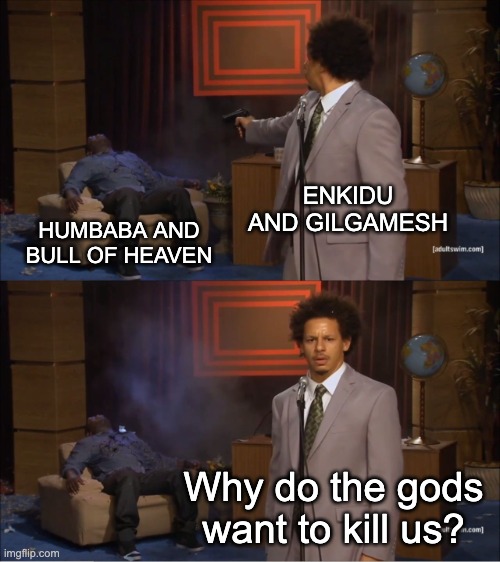 ENKIDU
AND GILGAMESH
HUMBABA AND
BULL OF HEAVEN
[adultswim.com]
Why do the gods
want to kill us?
imgflip.com